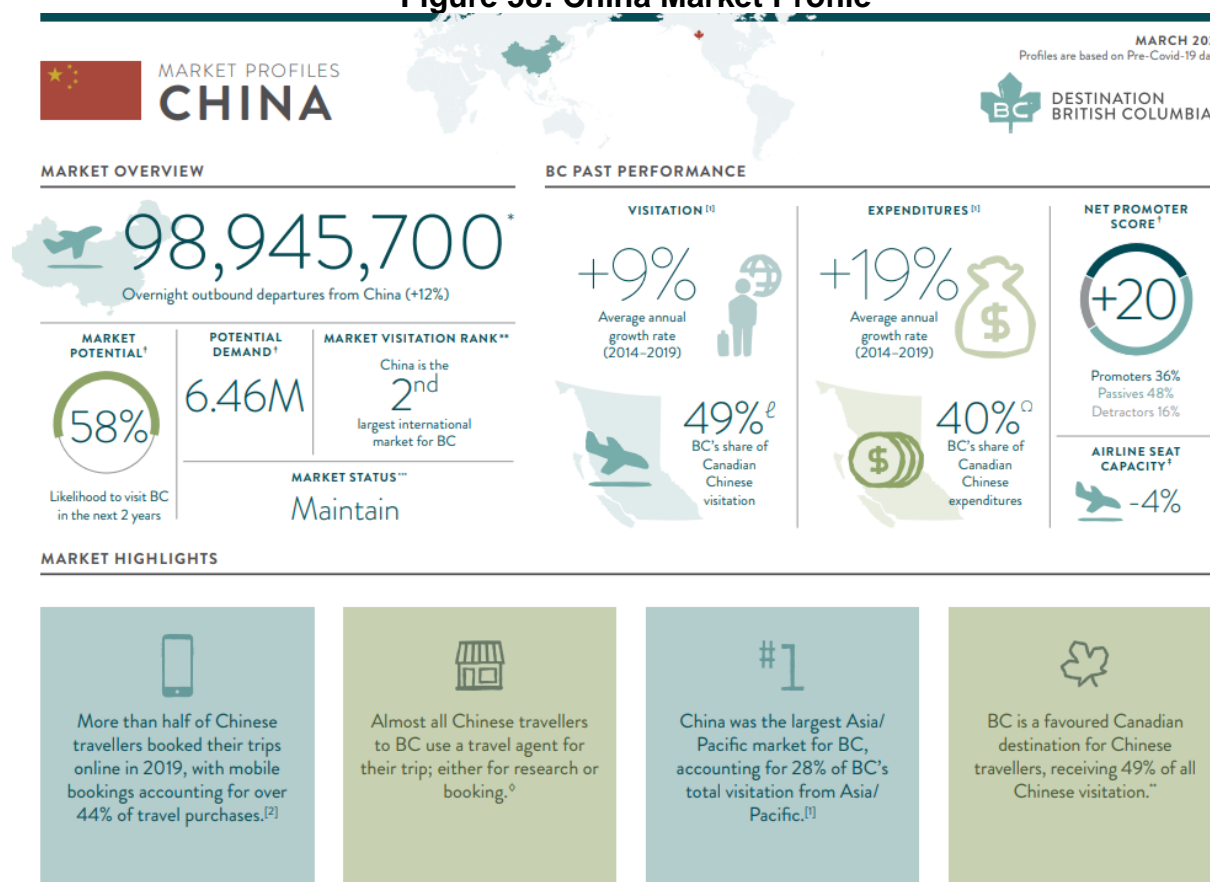 Figure 58: China Market Profile
MARCH 202
Profiles are based on Pre-Covid-19 da
MARKET PROFILES
CHINA
BC
DESTINATION
BRITISH COLUMBIA
MARKET OVERVIEW
98,945,700*
Overnight outbound departures from China (+12%)
MARKET
POTENTIAL†
58%
Likelihood to visit BC
in the next 2 years
POTENTIAL
DEMAND†
6.46M
MARKET VISITATION RANK**
China is the
2nd
largest international
market for BC
MARKET STATUS***
Maintain
BC PAST PERFORMANCE
VISITATION [1]
+9%
Average annual
growth rate
(2014–2019)
49%ℓ
BC's share of
Canadian
Chinese
visitation
EXPENDITURES [1]
+19%
$
Average annual
growth rate
(2014–2019)
$
40%Ω
BC's share of
Canadian
Chinese
expenditures
NET PROMOTER
SCORE†
+20
Promoters 36%
Passives 48%
Detractors 16%
AIRLINE SEAT
CAPACITY‡
-4%
MARKET HIGHLIGHTS
More than half of Chinese
travellers booked their trips
online in 2019, with mobile
bookings accounting for over
44% of travel purchases.[2]
Almost all Chinese travellers
to BC use a travel agent for
their trip; either for research or
booking.◊
#1
China was the largest Asia/
Pacific market for BC,
accounting for 28% of BC's
total visitation from Asia/
Pacific.[1]
BC is a favoured Canadian
destination for Chinese
travellers, receiving 49% of all
Chinese visitation.**